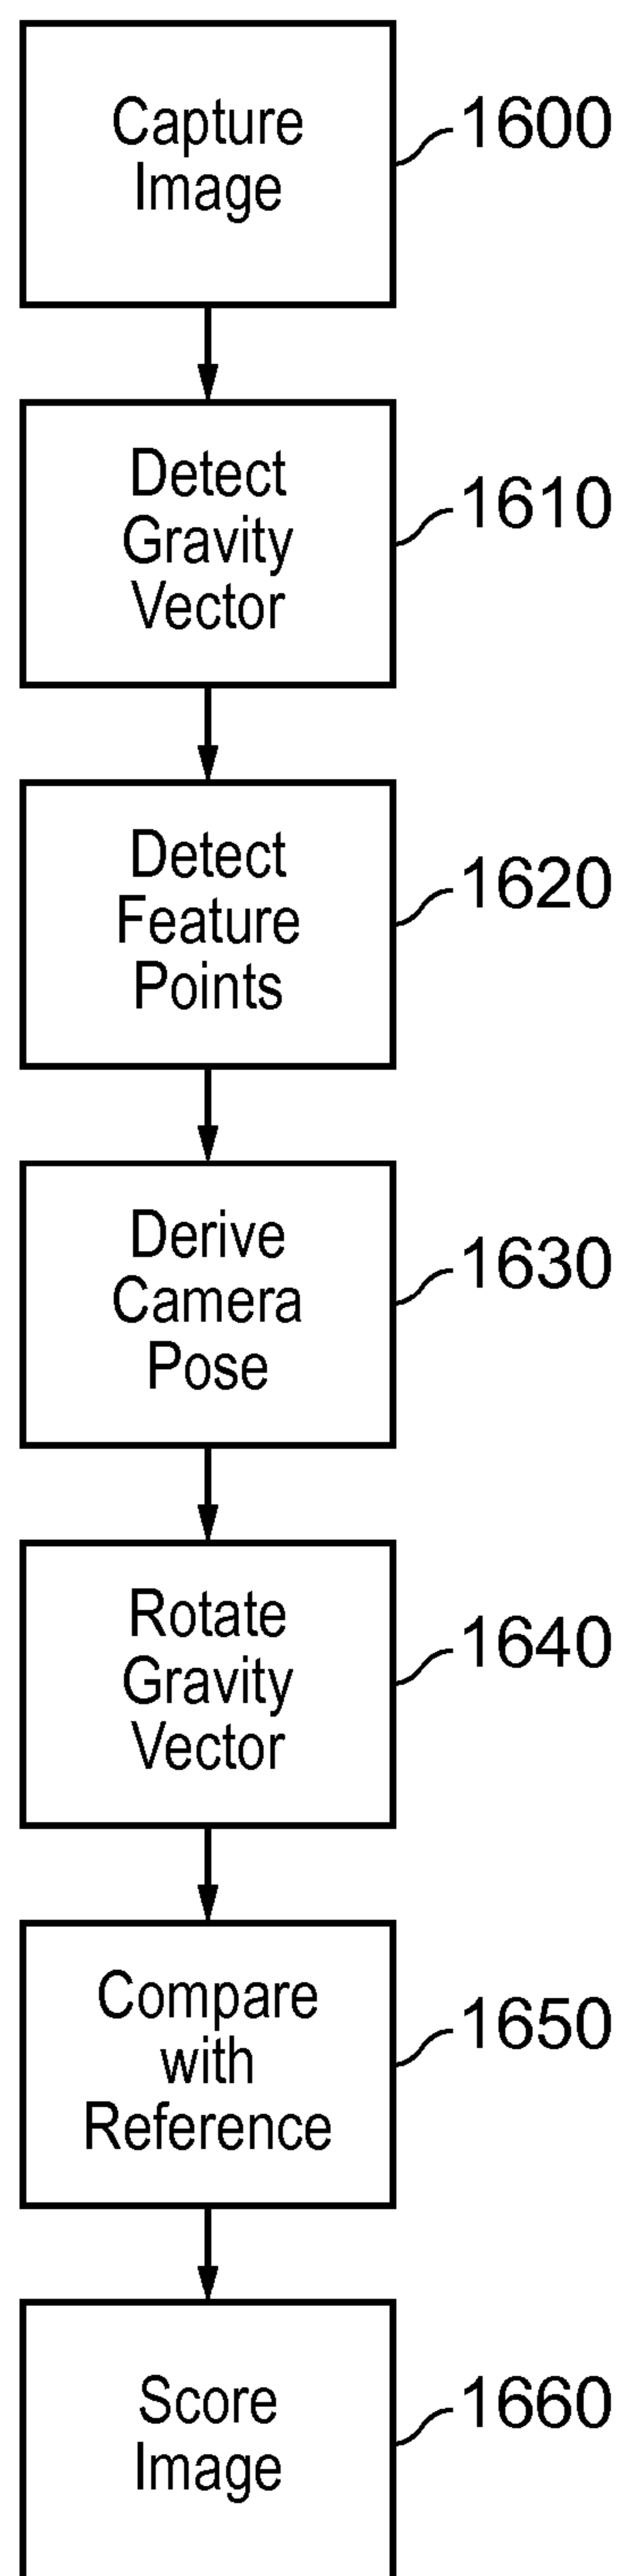 Capture
Image
1600
Detect
Gravity
Vector
1610
Detect
Feature
Points
1620
Derive
Camera
Pose
1630
Rotate
Gravity
Vector
1640
Compare
with
Reference
1650
Score
Image
1660